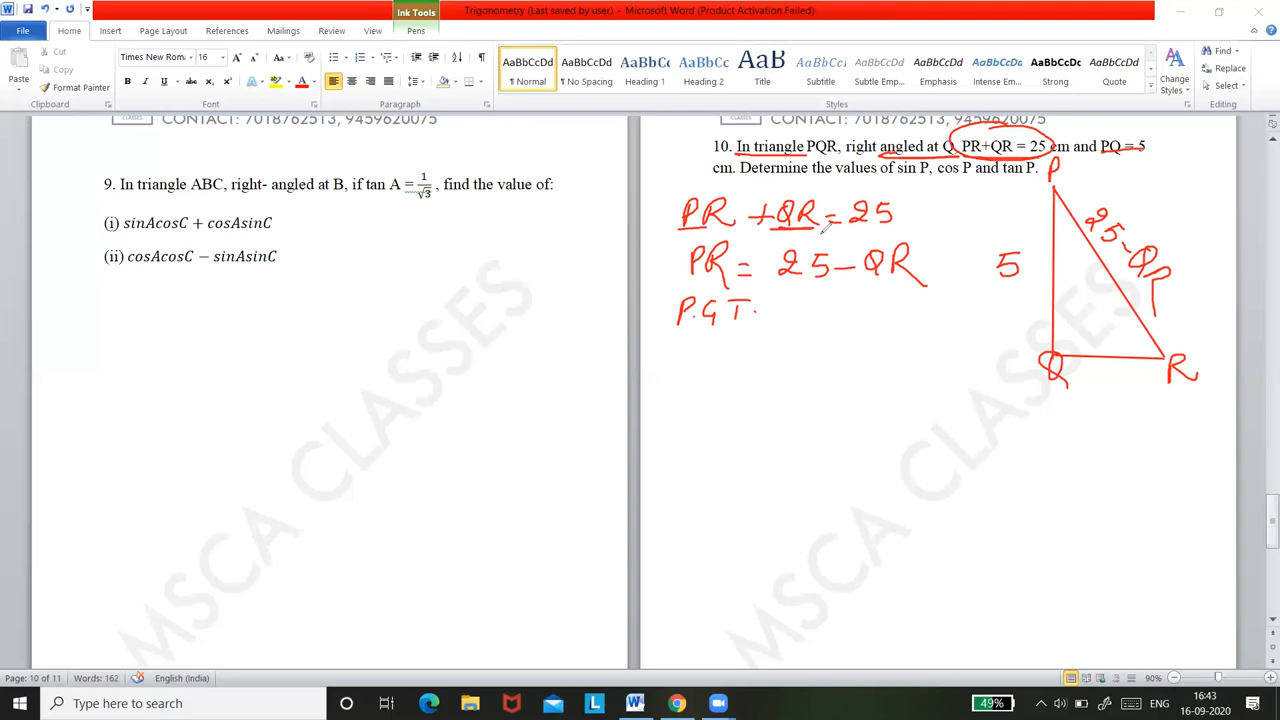 Ink Tools
Trigonometry (Last saved by user) - Microsoft Word (Product Activation Failed)
File Home Insert Page Layout References Mailings Review View Pens
Paste
Cut
Copy
Format Painter
Clipboard
Times New Rom 16
Font
Paragraph
AaBbCcDd AaBbCcDd AaBbCc AaBbCc AaB AaBbCcI AaBbCcDd AaBbCcDd AaBbCcDd AaBbCcDd AaBbCcDd
¶ Normal ¶ No Spacing Heading 1 Heading 2 Title Subtitle Subtle Emp... Emphasis Intense Em... Strong Quote
Styles
Change Styles
Find
Replace
Select
Editing
CLASSES CONTACT: 7018762513, 9459620075
9. In triangle ABC, right- angled at B, if tan A = 1/√3 , find the value of:
(i) sinAcosC + cosAsinC
(ii) cosAcosC − sinAsinC
MSCA CLASSES
CLASSES CONTACT: 7018762513, 9459620075
10. In triangle PQR, right angled at Q, PR+QR = 25 cm and PQ = 5
cm. Determine the values of sin P, cos P and tan P.
PR + QR = 25
PR = 25 - QR
P.G T.
P
5
25-QR
Q
R
MSCA CLASSES
Page: 10 of 11 Words: 162 English (India) 90%
Type here to search
49%
16:43
16-09-2020